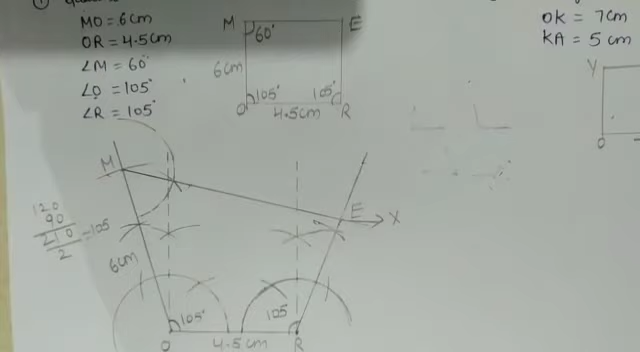 ①
MO = 6cm
OR = 4.5cm
∠M = 60°
∠O = 105°
∠R = 105°
M E
60°
6cm
105° 105°
O 4.5cm R
OK = 7cm
KA = 5cm
Y
O
M
E X
120
90
210 = 105
2
6cm
105° 105
O 4.5cm R